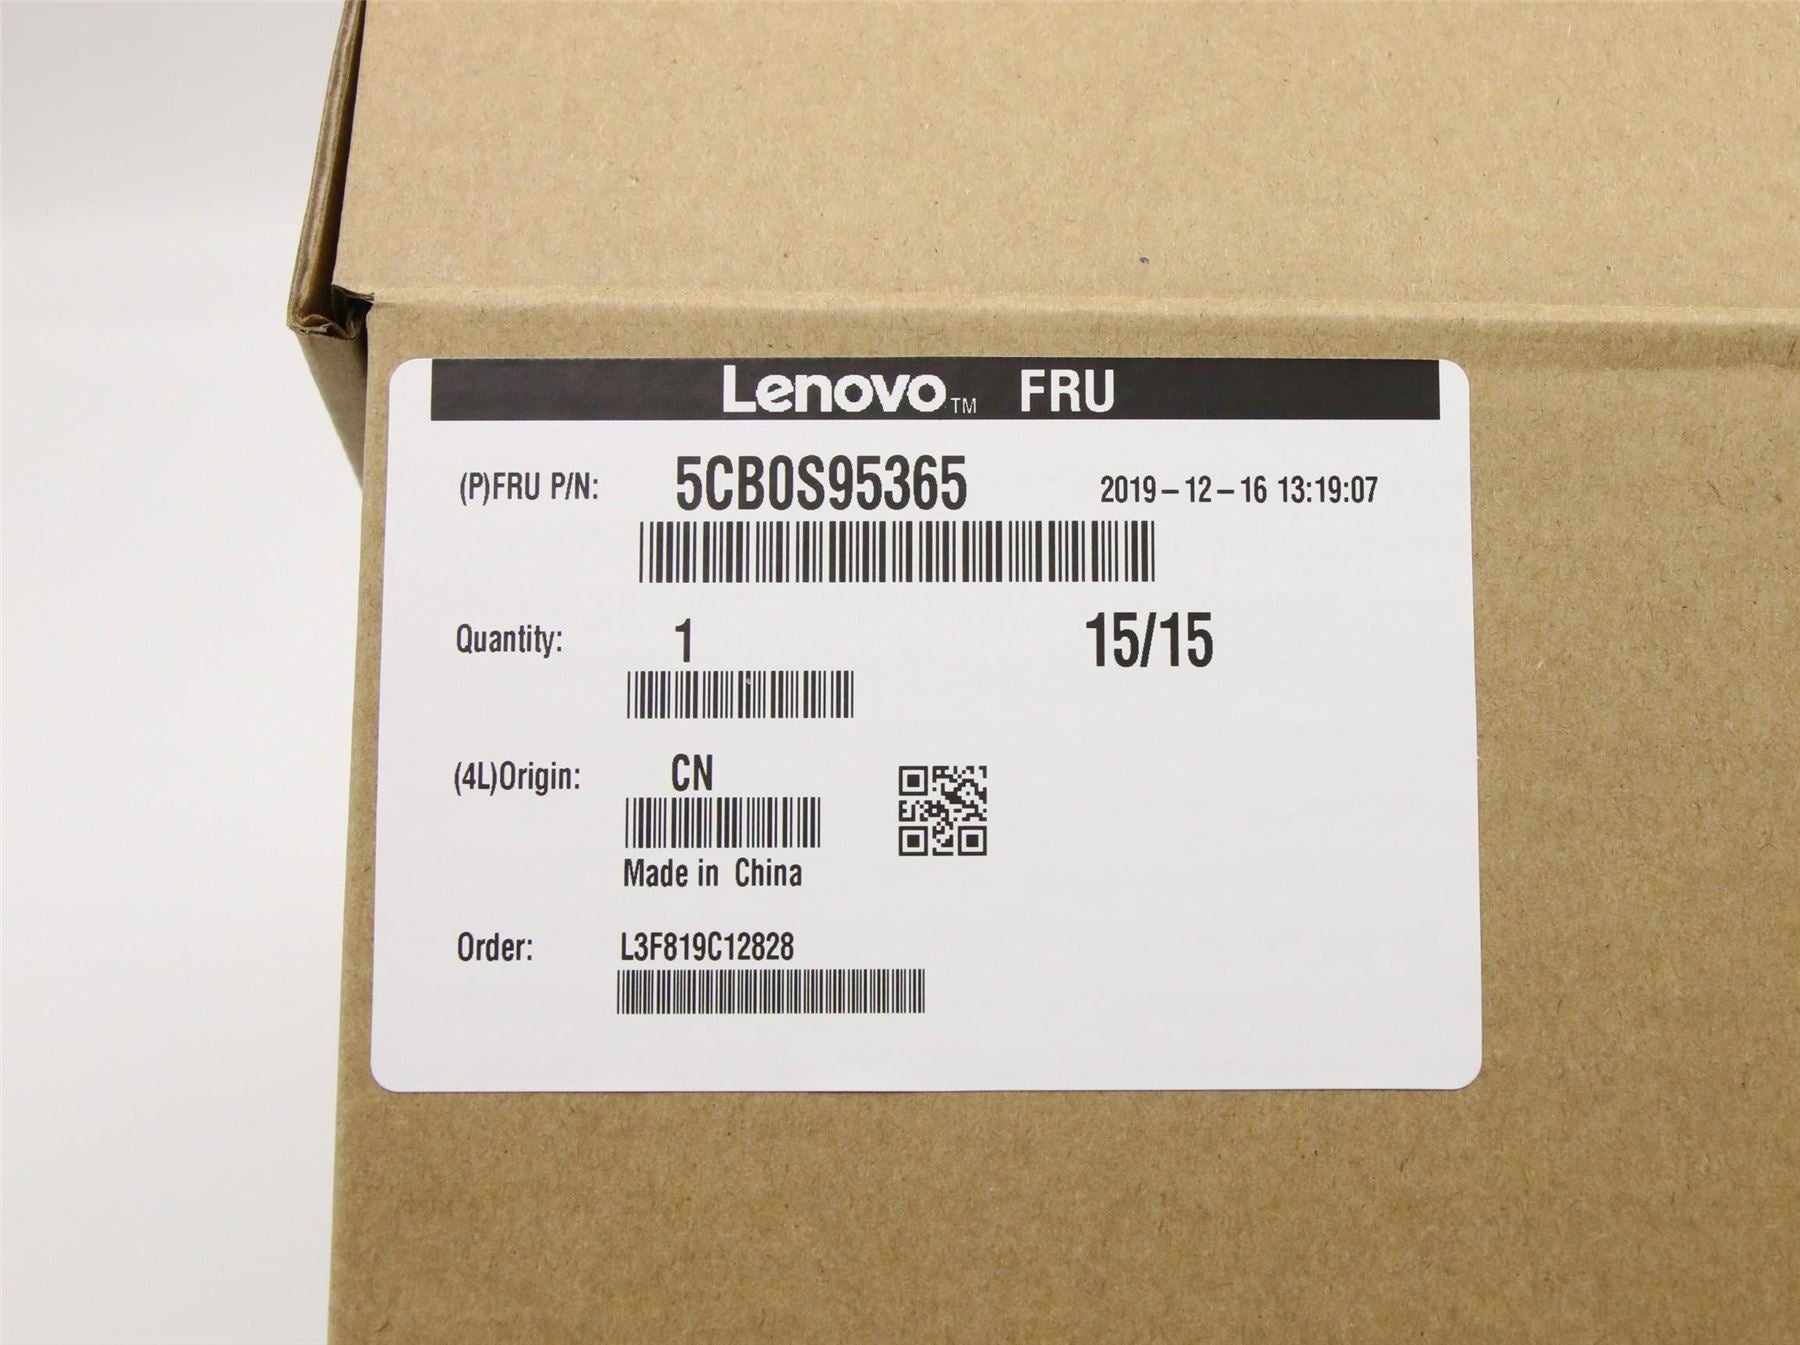 Lenovo™ FRU
(P)FRU P/N: 5CB0S95365 2019-12-16 13:19:07
Quantity: 1 15/15
(4L)Origin: CN
Made in China
Order: L3F819C12828